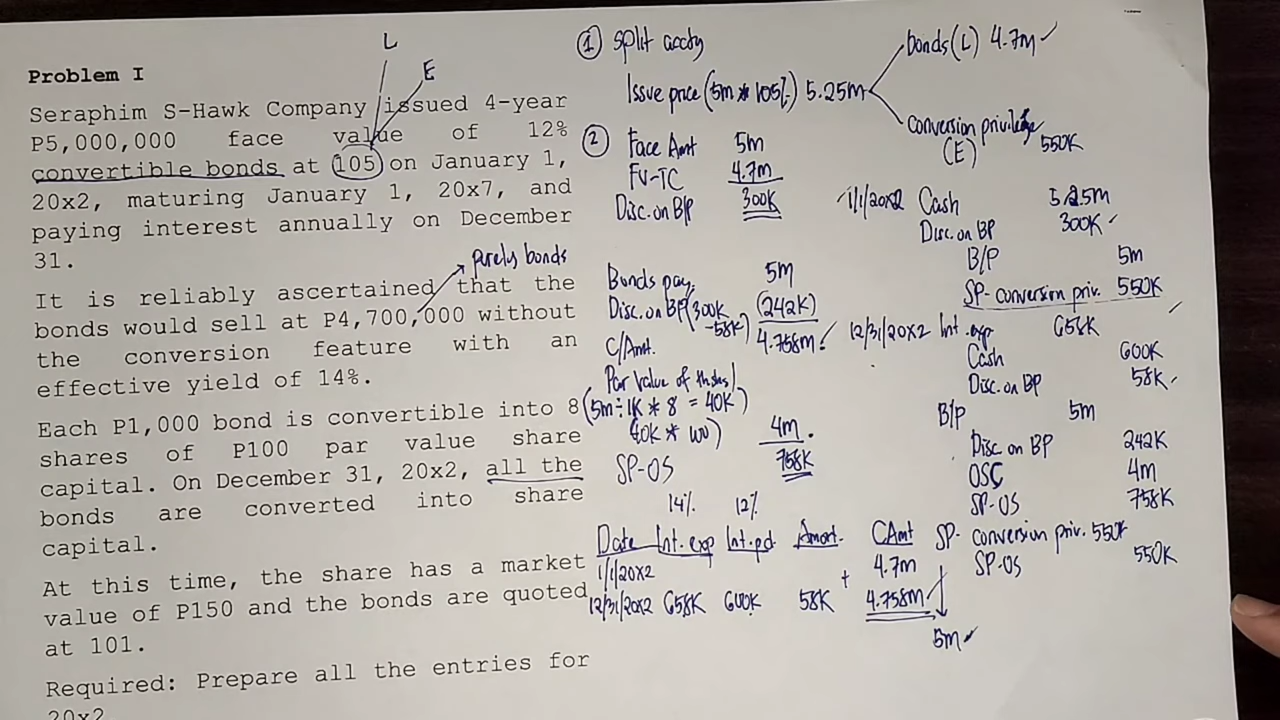 Problem I
L
E
Seraphim S-Hawk Company issued 4-year
P5,000,000 face value of 12%
convertible bonds at 105 on January 1,
20x2, maturing January 1, 20x7, and
paying interest annually on December
31.
purely bonds
It is reliably ascertained that the
bonds would sell at P4,700,000 without
the conversion feature with an
effective yield of 14%.
Each P1,000 bond is convertible into 8
shares of P100 par value share
capital. On December 31, 20x2, all the
bonds are converted into share
capital.
At this time, the share has a market
value of P150 and the bonds are quoted
at 101.
Required: Prepare all the entries for
20x2
① Split acctg
Issue price (5m * 105%) 5.25m
bonds (L) 4.7m ✓
conversion privilege
(E) 550K
② Face Amt 5m
FV-TC 4.7m
Disc. on B/P 300K
Bonds pay. 5m
Disc. on BP (300K (242K)
-58K)
C/Amt. 4.758m ✓
Par value of the shs
(5m ÷ 1K * 8 = 40K)
40K * 100) 4m.
SP-OS 758K
14% 12%
Date Int. exp Int. pd Amort. CAmt
1/1/20X2 4.7m
12/31/20X2 658K 600K 58K + 4.758m
5m ✓
1/1/20X2 Cash 5.25m
Disc. on BP 300K ✓
B/P 5m
SP- conversion priv. 550K
12/31/20X2 Int. exp 658K
Cash 600K
Disc. on BP 58K ✓
B/P 5m
Disc on BP 242K
OSC 4m
SP-OS 758K
SP- conversion priv. 550K
SP-OS 550K